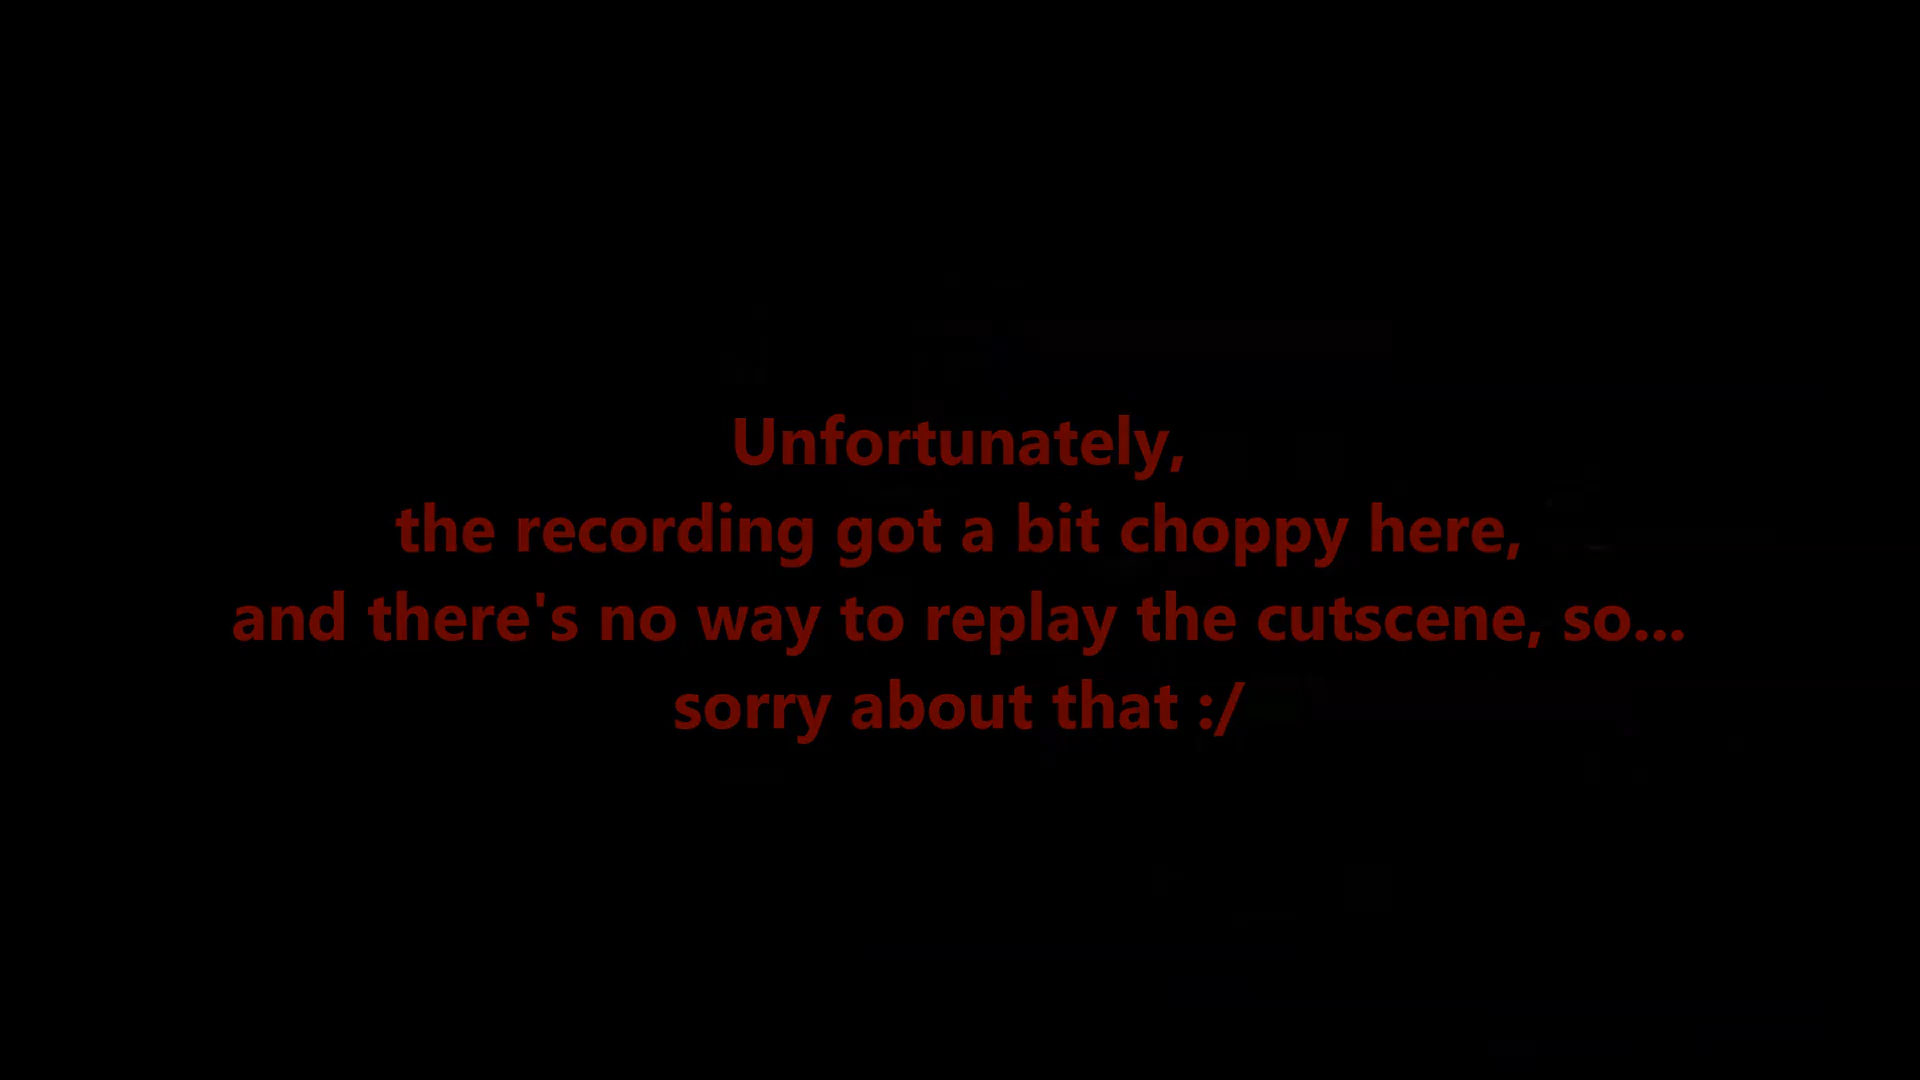 Unfortunately,
the recording got a bit choppy here,
and there's no way to replay the cutscene, so...
sorry about that :/